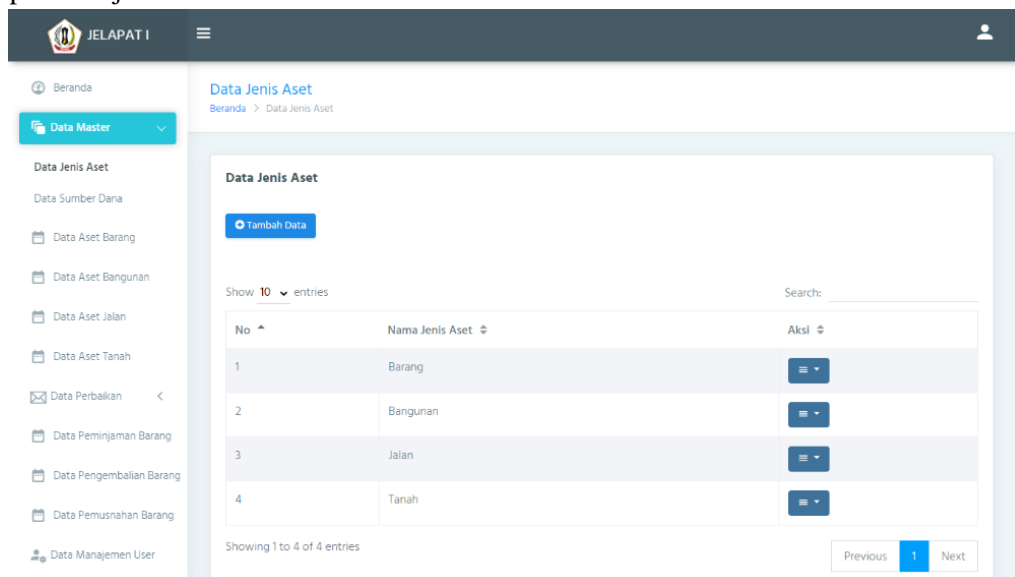 JELAPAT I
Beranda
Data Master
Data Jenis Aset
Data Sumber Dana
Data Aset Barang
Data Aset Bangunan
Data Aset Jalan
Data Aset Tanah
Data Perbaikan
Data Peminjaman Barang
Data Pengembalian Barang
Data Pemusnahan Barang
Data Manajemen User
Data Jenis Aset
Beranda > Data Jenis Aset
Data Jenis Aset
Tambah Data
Show 10 entries
Search:
No Nama Jenis Aset Aksi
1 Barang
2 Bangunan
3 Jalan
4 Tanah
Showing 1 to 4 of 4 entries
Previous 1 Next